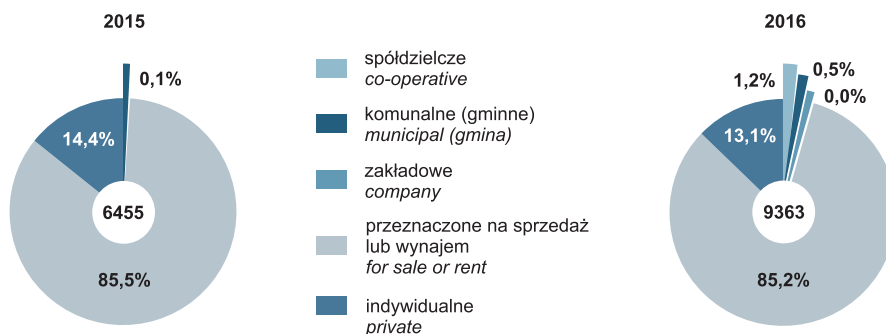 2015
0,1%
14,4%
6455
85,5%
spółdzielcze
co-operative
komunalne (gminne)
municipal (gmina)
zakładowe
company
przeznaczone na sprzedaż
lub wynajem
for sale or rent
indywidualne
private
2016
1,2%
0,5%
0,0%
13,1%
9363
85,2%